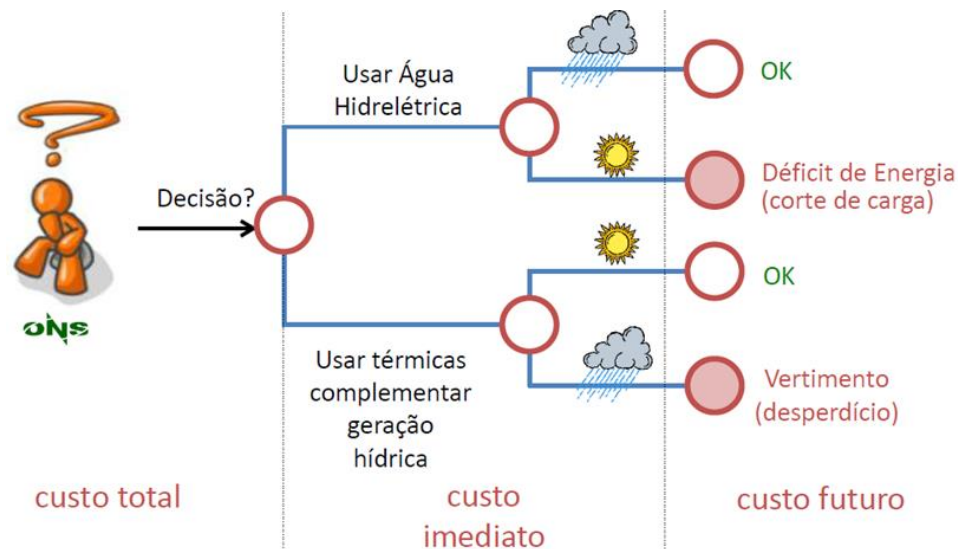 Usar Água
Hidrelétrica
OK
Decisão?
Déficit de Energia
(corte de carga)
ONS
OK
Usar térmicas
complementar
geração
hídrica
Vertimento
(desperdício)
custo total
custo
imediato
custo futuro